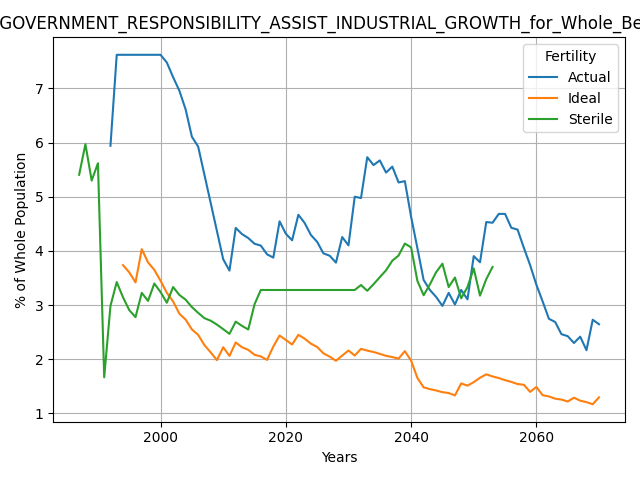 GOVERNMENT_RESPONSIBILITY_ASSIST_INDUSTRIAL_GROWTH_for_Whole_Be
Fertility
Actual
Ideal
Sterile
% of Whole Population
7
6
5
4
3
2
1
2000 2020 2040 2060
Years